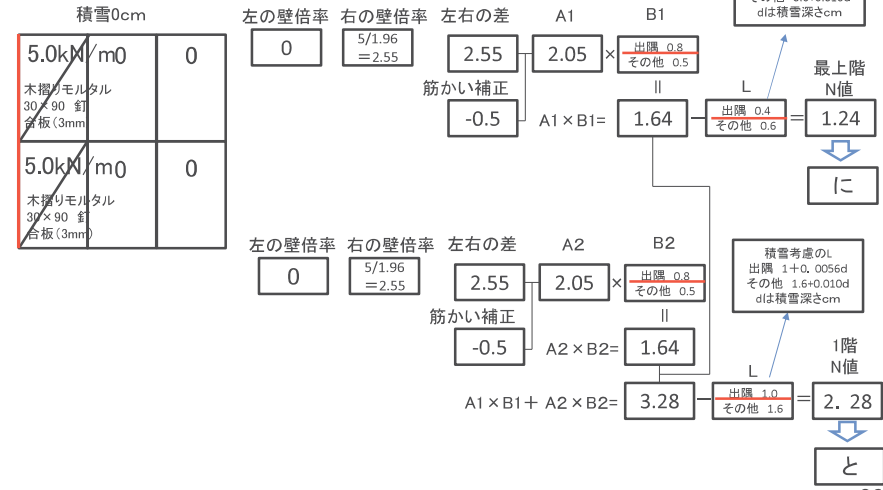 積雪0cm
5.0kN/m 0 0
木摺りモルタル
30×90 釘
合板(3mm
5.0kN/m 0 0
木摺りモルタル
30×90 釘
合板(3mm)
左の壁倍率 右の壁倍率 左右の差 A1 B1
dは積雪深さcm
0
5/1.96
=2.55
2.55
2.05
×
出隅 0.8
その他 0.5
筋かい補正
-0.5
||
A1×B1=
1.64
L
出隅 0.4
その他 0.6
=
最上階
N値
1.24
に
左の壁倍率 右の壁倍率 左右の差 A2 B2
0
5/1.96
=2.55
2.55
2.05
×
出隅 0.8
その他 0.5
積雪考慮のL
出隅 1+0.0056d
その他 1.6+0.010d
dは積雪深さcm
筋かい補正
-0.5
||
A2×B2=
1.64
A1×B1+ A2×B2=
3.28
L
出隅 1.0
その他 1.6
=
1階
N値
2. 28
と